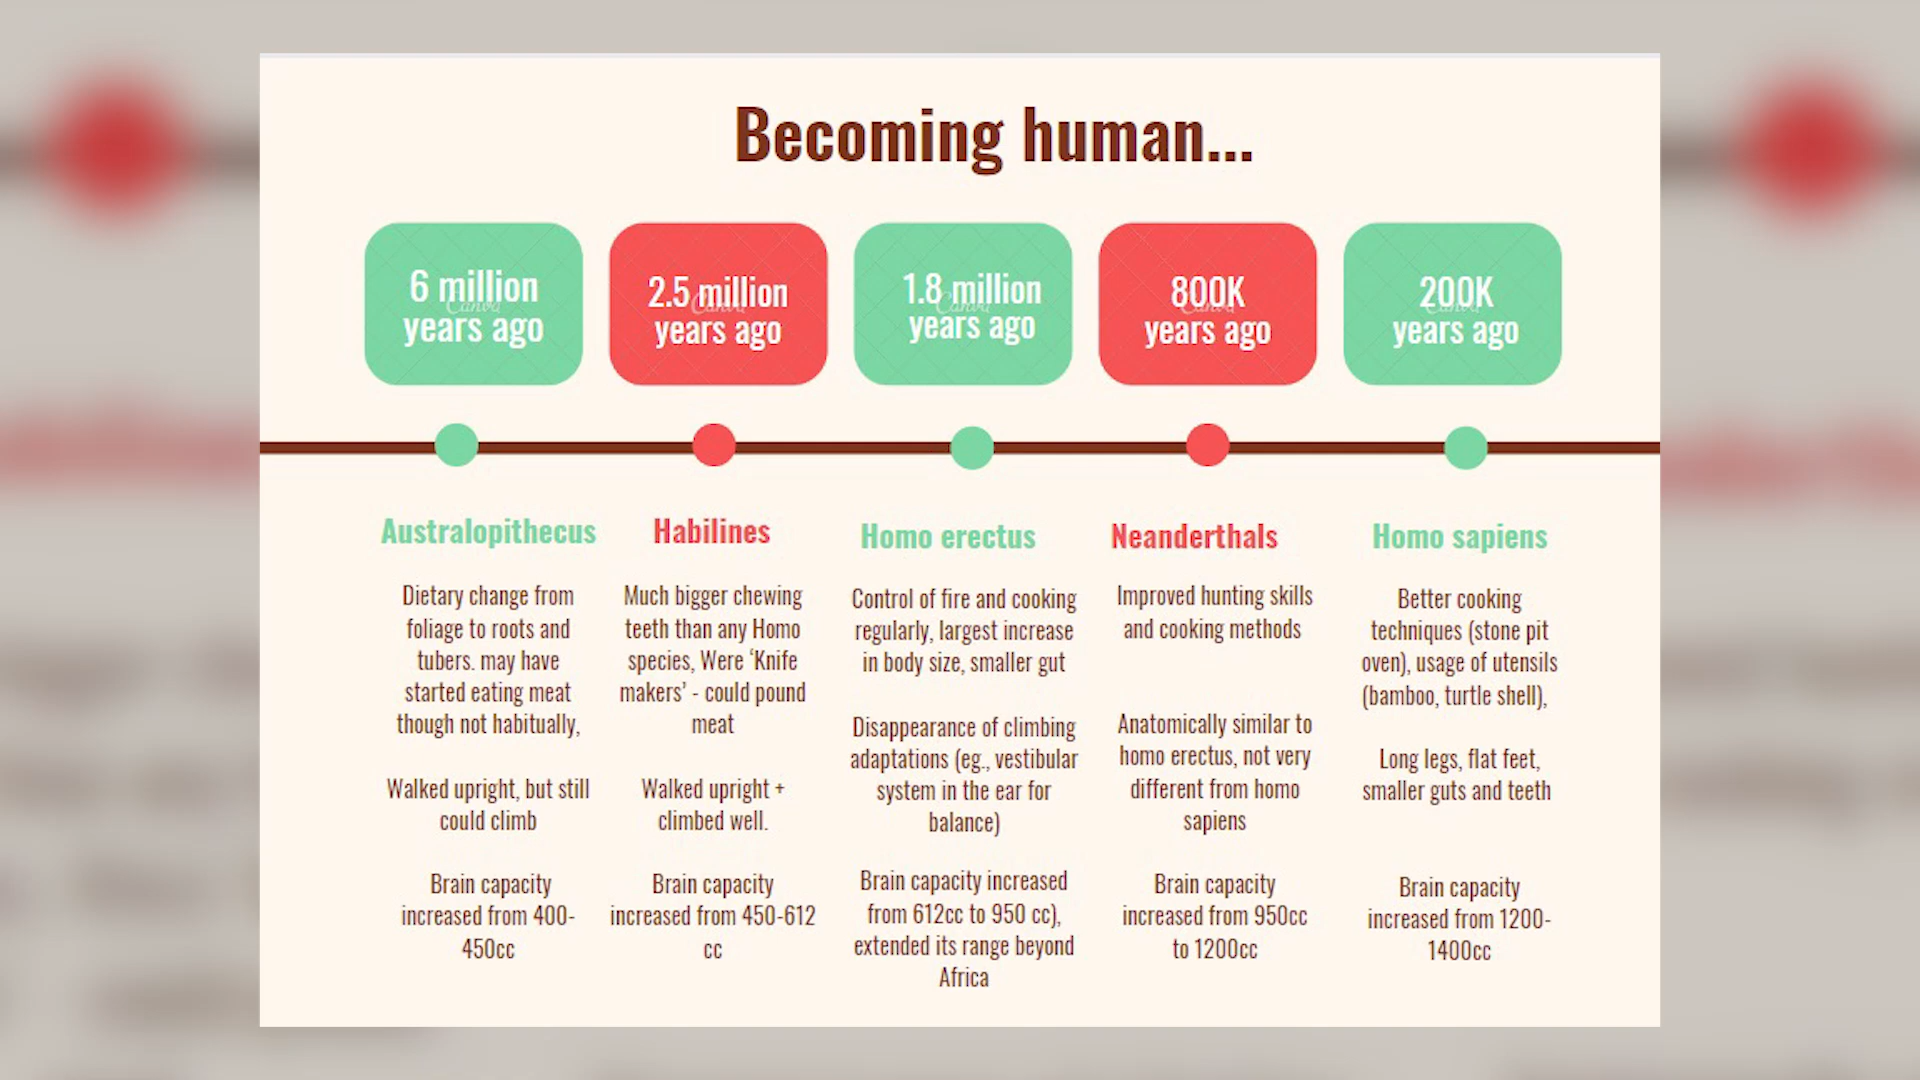 Becoming human...
6 million
years ago
2.5 million
years ago
1.8 million
years ago
800K
years ago
200K
years ago
Canva
Canva
Canva
Canva
Canva
Australopithecus
Dietary change from
foliage to roots and
tubers. may have
started eating meat
though not habitually,
Walked upright, but still
could climb
Brain capacity
increased from 400-
450cc
Habilines
Much bigger chewing
teeth than any Homo
species, Were ‘Knife
makers’ - could pound
meat
Walked upright +
climbed well.
Brain capacity
increased from 450-612
cc
Homo erectus
Control of fire and cooking
regularly, largest increase
in body size, smaller gut
Disappearance of climbing
adaptations (eg., vestibular
system in the ear for
balance)
Brain capacity increased
from 612cc to 950 cc),
extended its range beyond
Africa
Neanderthals
Improved hunting skills
and cooking methods
Anatomically similar to
homo erectus, not very
different from homo
sapiens
Brain capacity
increased from 950cc
to 1200cc
Homo sapiens
Better cooking
techniques (stone pit
oven), usage of utensils
(bamboo, turtle shell),
Long legs, flat feet,
smaller guts and teeth
Brain capacity
increased from 1200-
1400cc